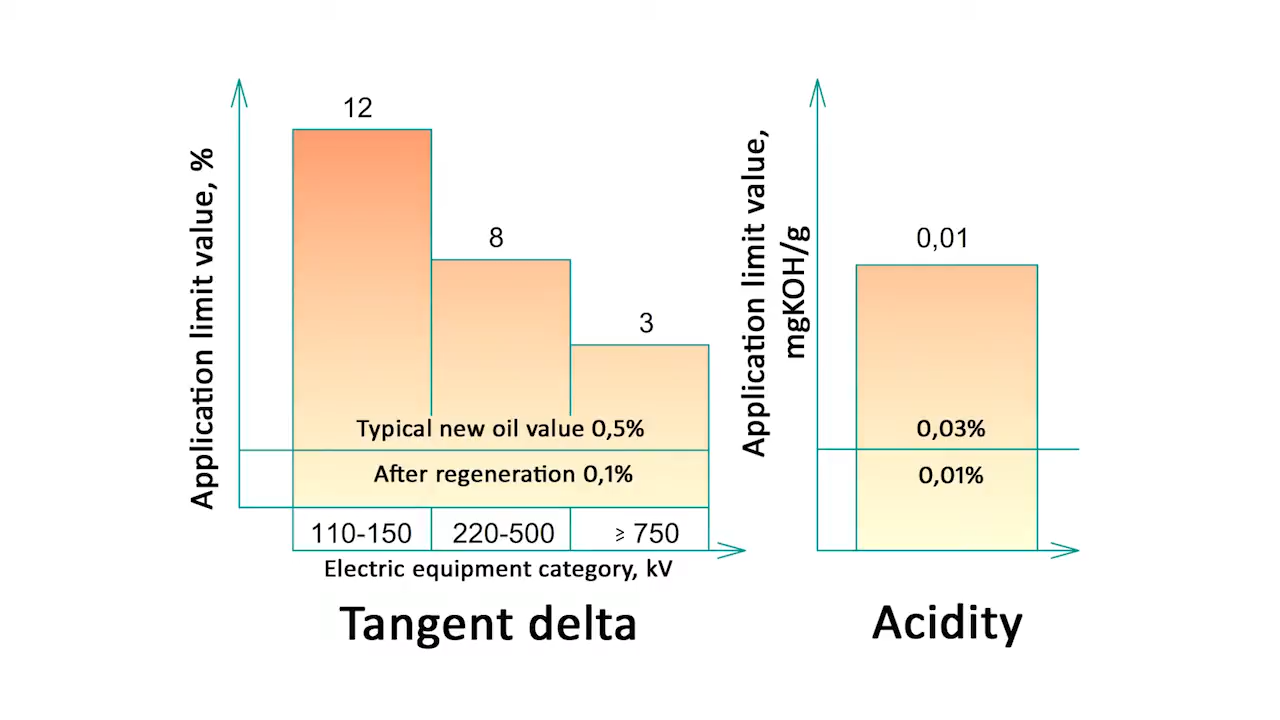 Application limit value, %
12
8
3
Typical new oil value 0,5%
After regeneration 0,1%
110-150
220-500
⩾ 750
Electric equipment category, kV
Tangent delta
Application limit value,
mgKOH/g
0,01
0,03%
0,01%
Acidity